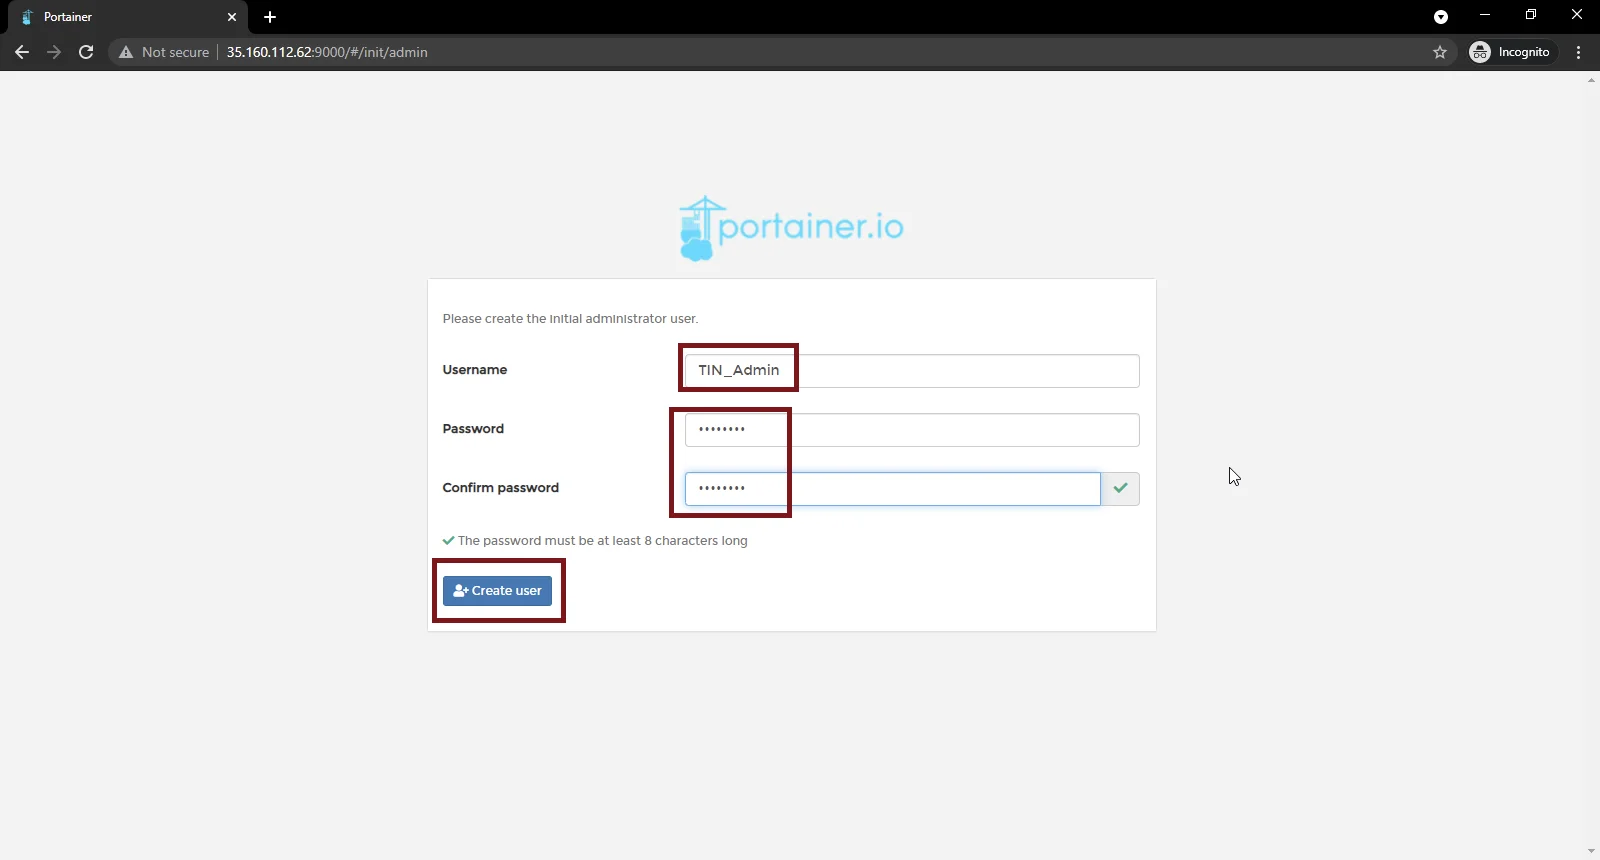 Portainer
Not secure 35.160.112.62:9000/#/init/admin Incognito
portainer.io
Please create the initial administrator user.
Username TIN_Admin
Password ••••••••
Confirm password ••••••••
The password must be at least 8 characters long
Create user